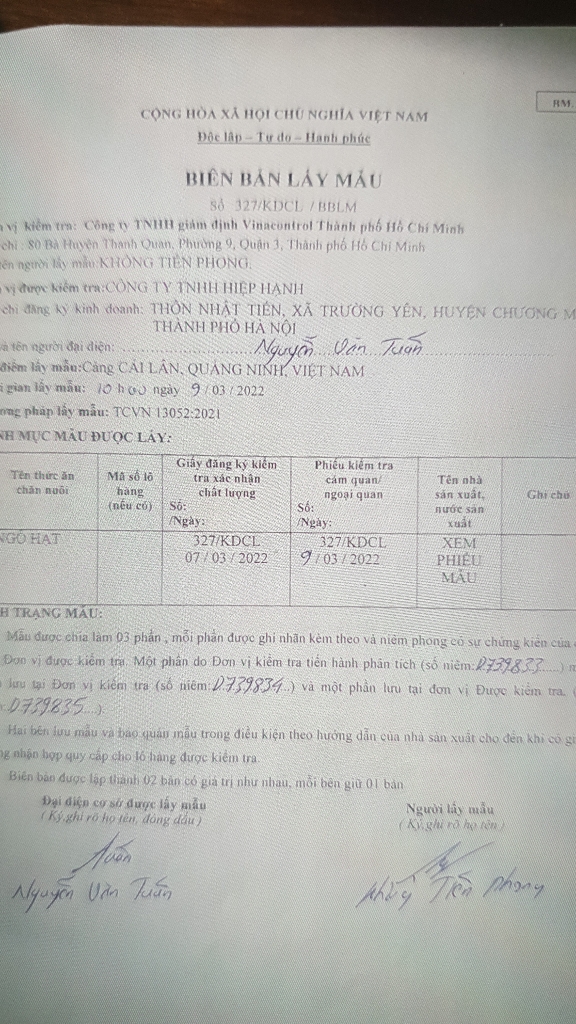 RM.
CỘNG HÒA XÃ HỘI CHỦ NGHĨA VIỆT NAM
Độc lập – Tự do – Hạnh phúc
BIÊN BẢN LẤY MẪU
Số 327/KDCL / BBLM
vị kiểm tra: Công ty TNHH giám định Vinacontrol Thành phố Hồ Chí Minh
chỉ : 80 Bà Huyện Thanh Quan, Phường 9, Quận 3, Thành phố Hồ Chí Minh
tên người lấy mẫu:KHỔNG TIẾN PHONG.
vị được kiểm tra:CÔNG TY TNHH HIỆP HẠNH
chỉ đăng ký kinh doanh: THÔN NHẬT TIẾN, XÃ TRƯỜNG YÊN, HUYỆN CHƯƠNG M
THÀNH PHỐ HÀ NỘI
và tên người đại diện: Nguyễn Văn Tuấn
điểm lấy mẫu:Cảng CÁI LÂN, QUẢNG NINH, VIỆT NAM
gian lấy mẫu: 10 h 00 ngày 9 / 03 / 2022
ơng pháp lấy mẫu: TCVN 13052:2021
NH MỤC MẪU ĐƯỢC LẤY:
Tên thức ăn chăn nuôi
Mã số lô hàng (nếu có)
Giấy đăng ký kiểm tra xác nhận chất lượng
Số:
/Ngày:
Phiếu kiểm tra cảm quan/ ngoại quan
Số:
/Ngày:
Tên nhà sản xuất, nước sản xuất
Ghi chú
NGÔ HẠT
327/KDCL
07 / 03 / 2022
327/KDCL
9 / 03 / 2022
XEM
PHIẾU
MẪU
H TRẠNG MẪU:
Mẫu được chia làm 03 phần , mỗi phần được ghi nhãn kèm theo và niêm phong có sự chứng kiến của
Đơn vị được kiểm tra. Một phần do Đơn vị kiểm tra tiến hành phân tích (số niêm:D739833......)
lưu tại Đơn vị kiểm tra (số niêm:D739834..) và một phần lưu tại đơn vị Được kiểm tra, (
D739835....).
Hai bên lưu mẫu và bảo quản mẫu trong điều kiện theo hướng dẫn của nhà sản xuất cho đến khi có gi
ng nhận hợp quy cấp cho lô hàng được kiểm tra.
Biên bản được lập thành 02 bản có giá trị như nhau, mỗi bên giữ 01 bản
Đại diện cơ sở được lấy mẫu
( Ký,ghi rõ họ tên, đóng dấu )
Người lấy mẫu
( Ký,ghi rõ họ tên )
Tuấn
Nguyễn Văn Tuấn
Khổng Tiến Phong